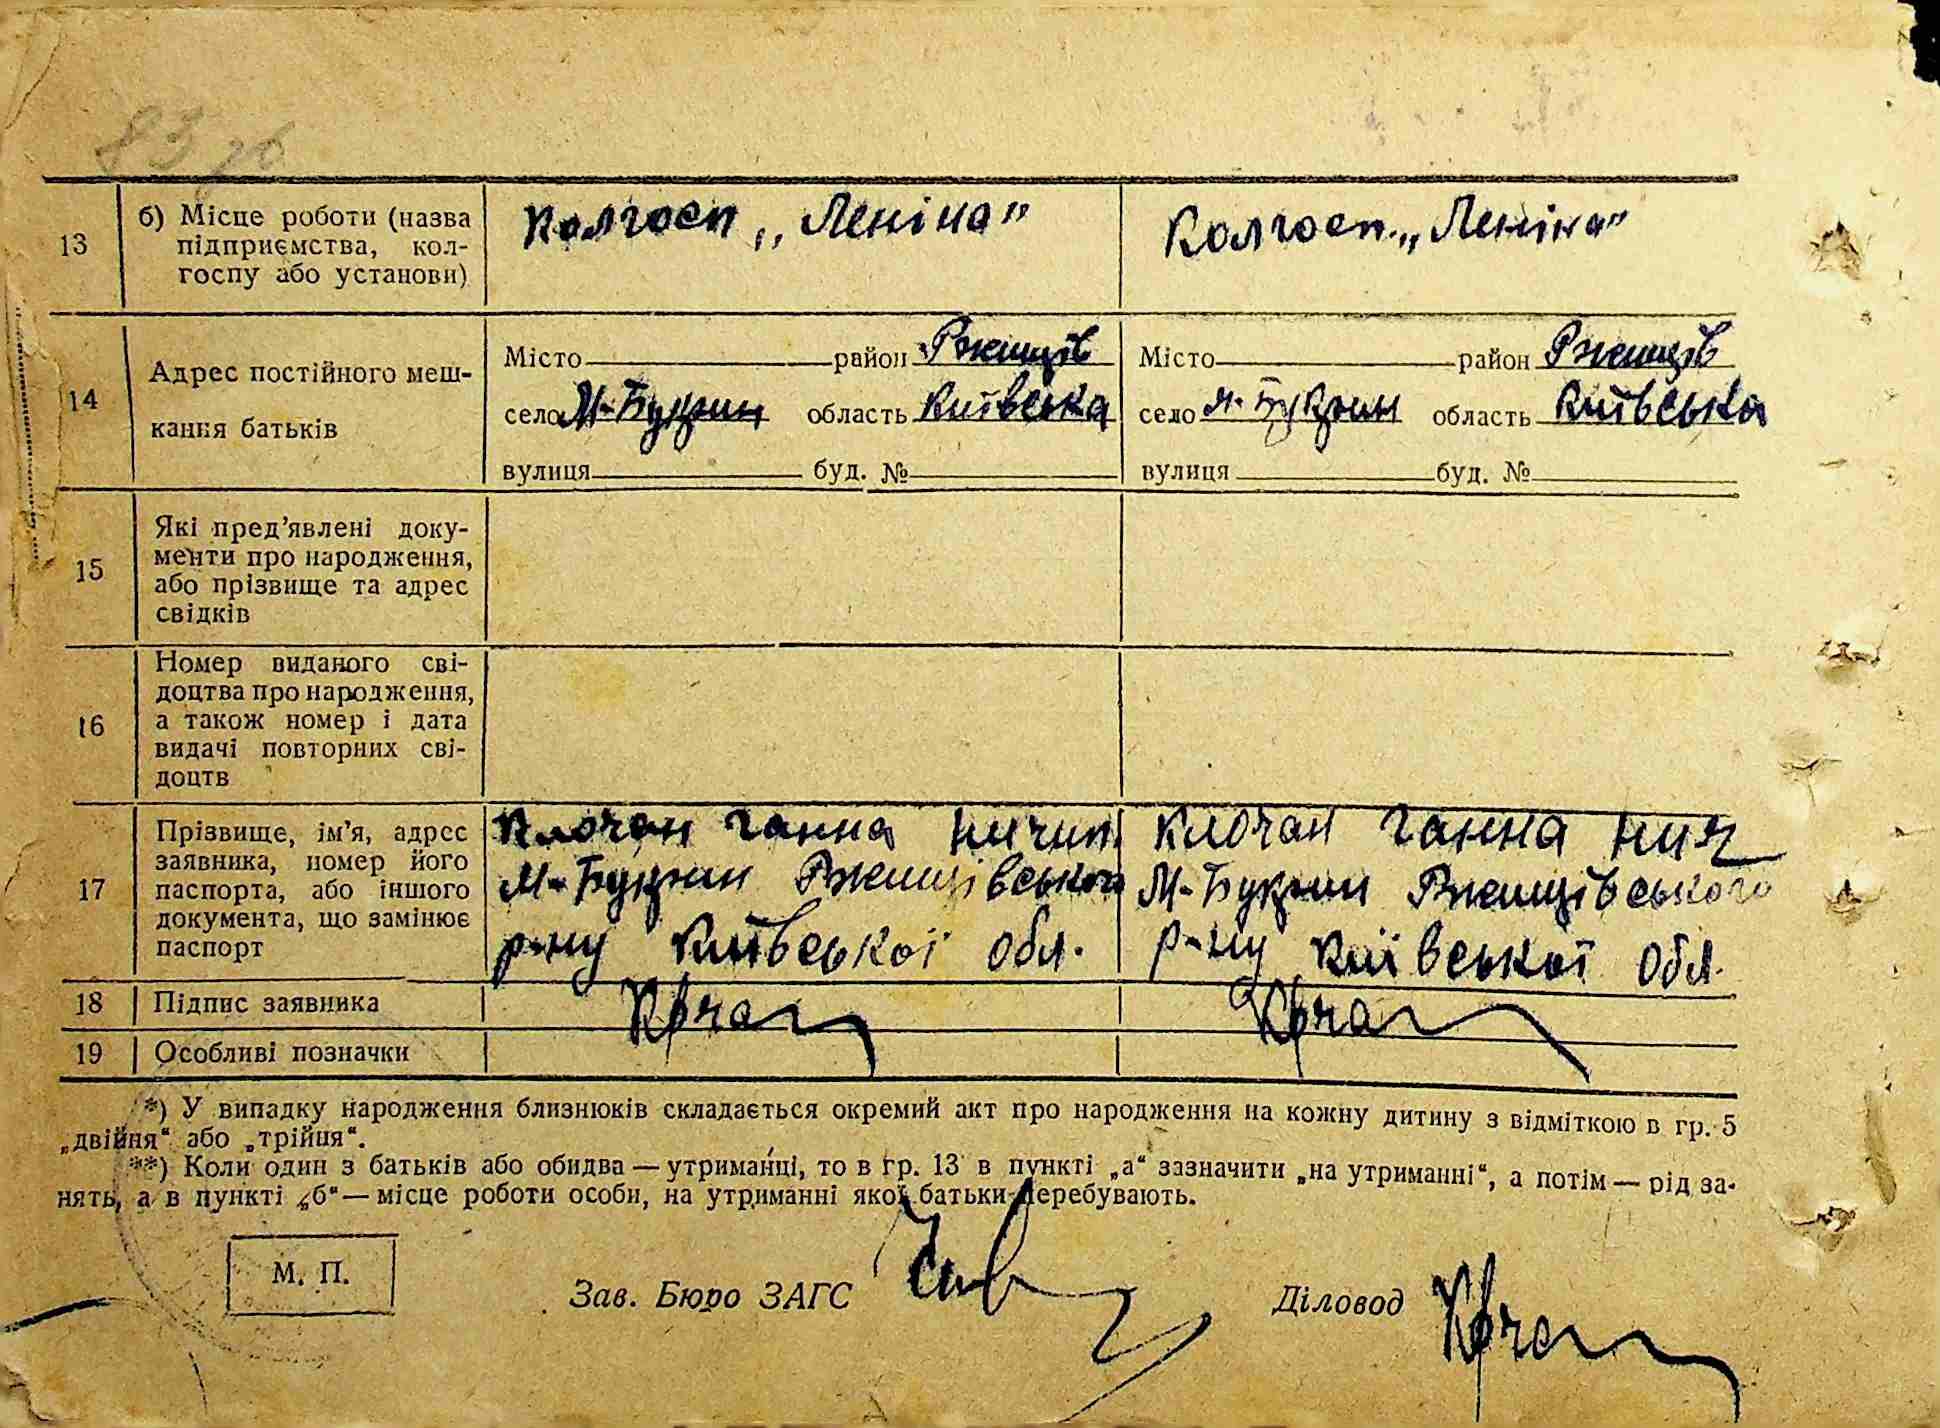 83 зв
13
б) Місце роботи (назва
підприємства, кол-
госпу або установи)
Колгосп „Леніна"
Колгосп „Леніна"
14
Адрес постійного меш-
кання батьків
Місто район Ржищів
село М-Букрин область Київська
вулиця буд. №
Місто район Ржищів
село М-Букрин область Київська
вулиця буд. №
15
Які пред’явлені доку-
менти про народження,
або прізвище та адрес
свідків
16
Номер виданого сві-
доцтва про народження,
а також номер і дата
видачі повторних сві-
доцтв
17
Прізвище, ім’я, адрес
заявника, номер його
паспорта, або іншого
документа, що замінює
паспорт
Клочан Ганна Ничип
М-Букрин Ржищівського
р-ну Київської обл.
Клочан Ганна Нич
М-Букрин Ржищівського
р-ну Київської обл.
18 Підпис заявника
19 Особливі позначки
*) У випадку народження близнюків складається окремий акт про народження на кожну дитину з відміткою в гр. 5
„двійня“ або „трійця“.
**) Коли один з батьків або обидва — утриманці, то в гр. 13 в пункті „а“ зазначити „на утриманні“, а потім — рід за-
нять, а в пункті „б“ — місце роботи особи, на утриманні якої батьки перебувають.
М. П.
Зав. Бюро ЗАГС
Діловод